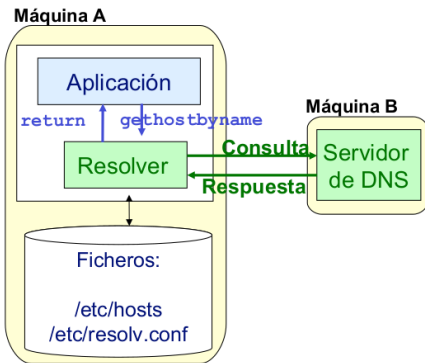 Máquina A
Aplicación
return gethostbyname
Resolver
Consulta
Respuesta
Máquina B
Servidor
de DNS
Ficheros:
/etc/hosts
/etc/resolv.conf